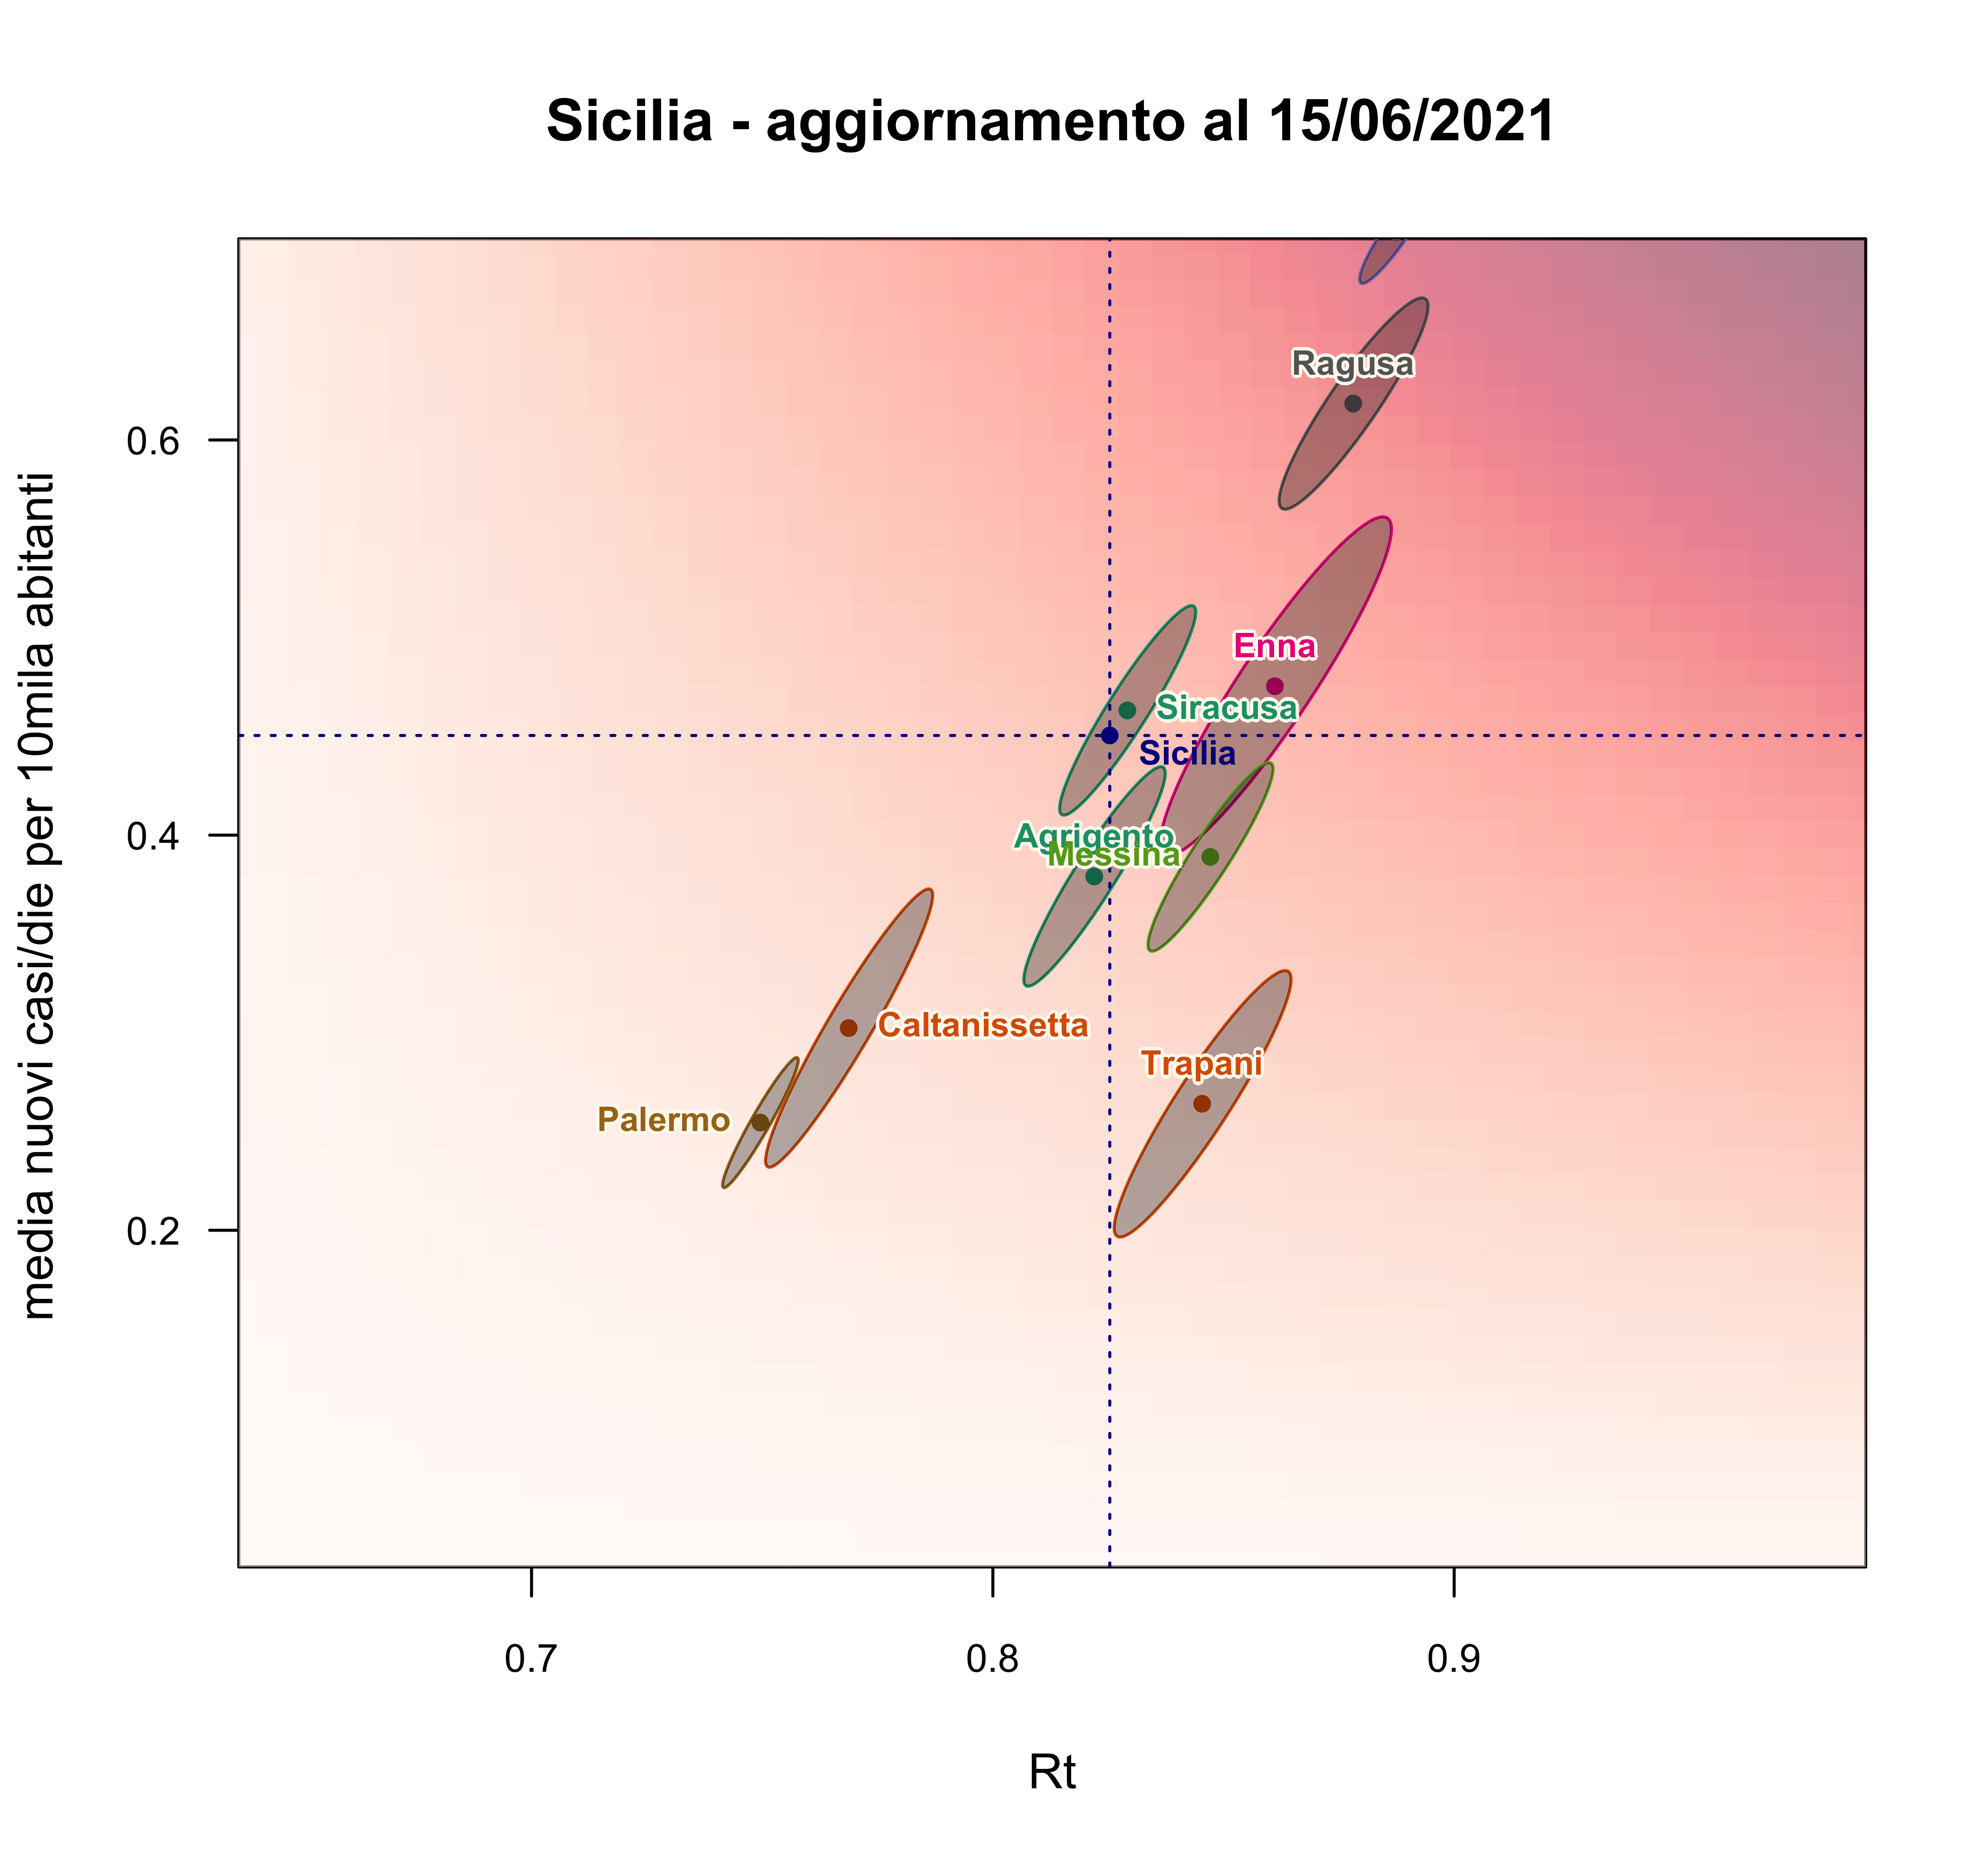 Sicilia - aggiornamento al 15/06/2021
media nuovi casi/die per 10mila abitanti
0.6
0.4
0.2
Ragusa
Enna
Siracusa
Sicilia
Agrigento
Messina
Caltanissetta
Trapani
Palermo
0.7
0.8
0.9
Rt